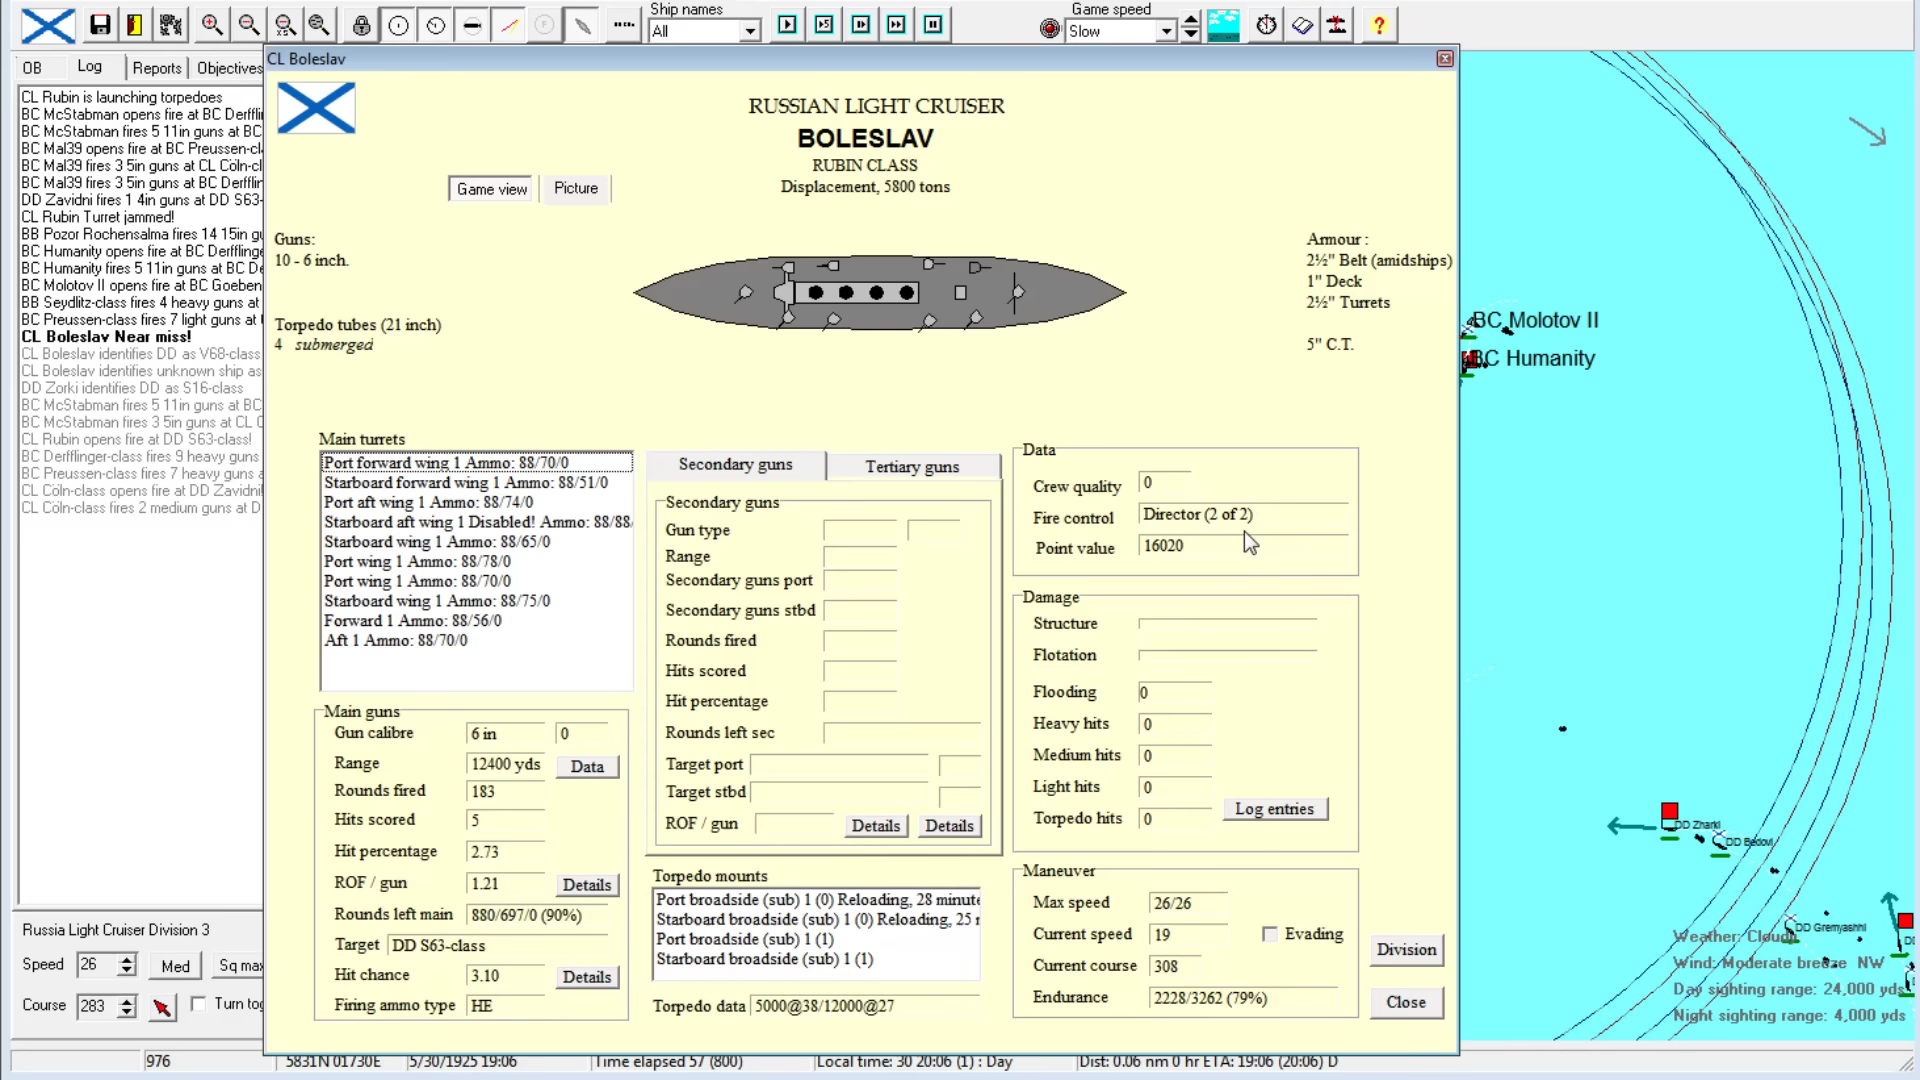 Ship names
All
Game speed
Slow
OB
Log
Reports
Objectives
CL Rubin is launching torpedoes
BC McStabman opens fire at BC Derffli
BC McStabman fires 5 11in guns at BC
BC Mal39 opens fire at BC Preussen-cl
BC Mal39 fires 3 5in guns at CL Cöln-cl
BC Mal39 fires 3 5in guns at BC Derfflin
DD Zavidni fires 1 4in guns at DD S63-
CL Rubin Turret jammed!
BB Pozor Rochensalma fires 14 15in gu
BC Humanity opens fire at BC Derfflinge
BC Humanity fires 5 11in guns at BC De
BC Molotov II opens fire at BC Goeben
BB Seydlitz-class fires 4 heavy guns at
BC Preussen-class fires 7 light guns at
CL Boleslav Near miss!
CL Boleslav identifies DD as V68-class
CL Boleslav identifies unknown ship as
DD Zorki identifies DD as S16-class
BC McStabman fires 5 11in guns at BC
BC McStabman fires 3 5in guns at CL C
CL Rubin opens fire at DD S63-class!
BC Derfflinger-class fires 9 heavy guns
BC Preussen-class fires 7 heavy guns a
CL Cöln-class opens fire at DD Zavidni!
CL Cöln-class fires 2 medium guns at D
Russia Light Cruiser Division 3
Speed 26 Med Sq max
Course 283 Turn tog
CL Boleslav
RUSSIAN LIGHT CRUISER
BOLESLAV
RUBIN CLASS
Displacement, 5800 tons
Game view
Picture
Guns:
10 - 6 inch.
Torpedo tubes (21 inch)
4 submerged
Armour :
2½" Belt (amidships)
1" Deck
2½" Turrets
5" C.T.
Main turrets
Port forward wing 1 Ammo: 88/70/0
Starboard forward wing 1 Ammo: 88/51/0
Port aft wing 1 Ammo: 88/74/0
Starboard aft wing 1 Disabled! Ammo: 88/88/
Starboard wing 1 Ammo: 88/65/0
Port wing 1 Ammo: 88/78/0
Port wing 1 Ammo: 88/70/0
Starboard wing 1 Ammo: 88/75/0
Forward 1 Ammo: 88/56/0
Aft 1 Ammo: 88/70/0
Main guns
Gun calibre 6 in 0
Range 12400 yds Data
Rounds fired 183
Hits scored 5
Hit percentage 2.73
ROF / gun 1.21 Details
Rounds left main 880/697/0 (90%)
Target DD S63-class
Hit chance 3.10 Details
Firing ammo type HE
Secondary guns
Tertiary guns
Secondary guns
Gun type
Range
Secondary guns port
Secondary guns stbd
Rounds fired
Hits scored
Hit percentage
Rounds left sec
Target port
Target stbd
ROF / gun Details Details
Torpedo mounts
Port broadside (sub) 1 (0) Reloading, 28 minute
Starboard broadside (sub) 1 (0) Reloading, 25 r
Port broadside (sub) 1 (1)
Starboard broadside (sub) 1 (1)
Torpedo data 5000@38/12000@27
Data
Crew quality 0
Fire control Director (2 of 2)
Point value 16020
Damage
Structure
Flotation
Flooding 0
Heavy hits 0
Medium hits 0
Light hits 0
Log entries
Torpedo hits 0
Maneuver
Max speed 26/26
Current speed 19 Evading
Current course 308
Endurance 2228/3262 (79%)
Division
Close
BC Molotov II
BC Humanity
DD Zharki
DD Bedovi
DD Gremyashni
Weather: Cloudy
Wind: Moderate breeze NW
Day sighting range: 24,000 yds
Night sighting range: 4,000 yds
976
5831N 01730E
5/30/1925 19:06
Time elapsed 57 (800)
Local time: 30 20:06 (1) : Day
Dist: 0.06 nm 0 hr ETA: 19:06 (20:06) D